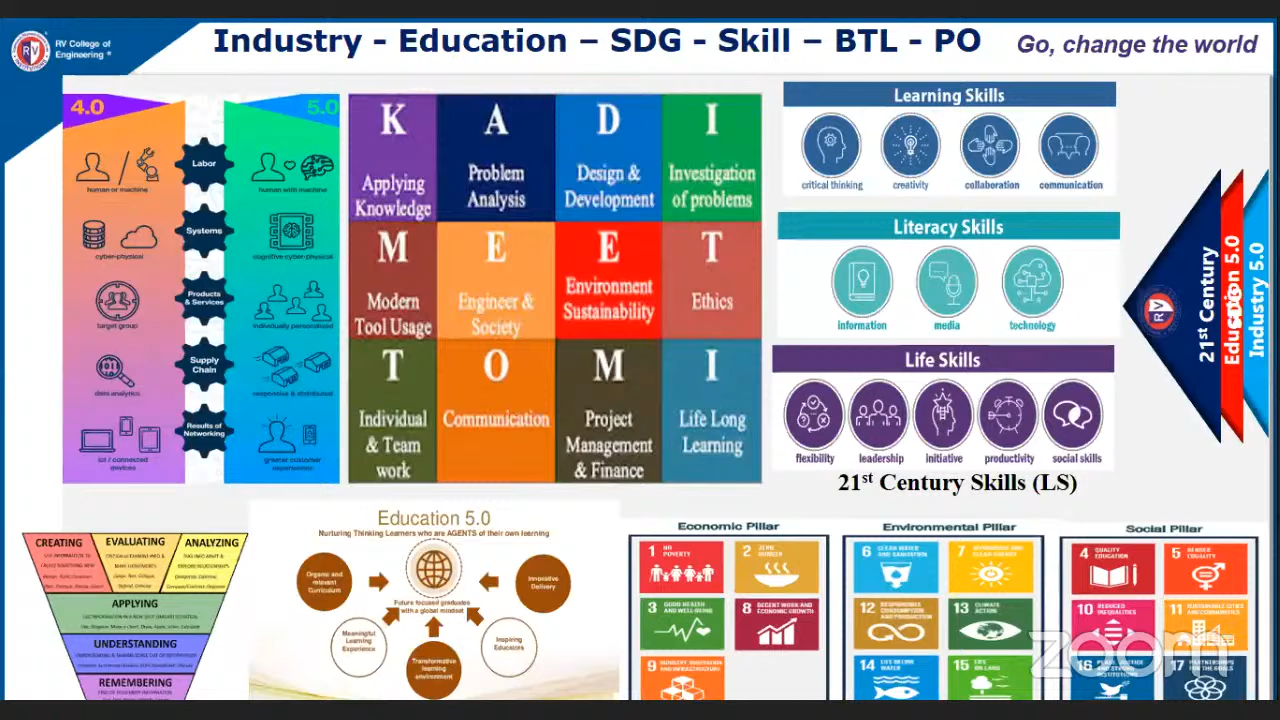 RV College of
Engineering
Industry - Education – SDG - Skill – BTL - PO
Go, change the world
4.0
5.0
Labor
human or machine
human with machine
Systems
cyber-physical
cognitive-cyber-physical
Products
& Services
target group
individually personalized
Supply
Chain
data analytics
responsive & distributed
Results of
Networking
iot / connected
devices
greater customer
experience
K
Applying
Knowledge
A
Problem
Analysis
D
Design &
Development
I
Investigation
of problems
M
Modern
Tool Usage
E
Engineer &
Society
E
Environment
Sustainability
T
Ethics
T
Individual
& Team
work
O
Communication
M
Project
Management
& Finance
I
Life Long
Learning
Learning Skills
critical thinking
creativity
collaboration
communication
Literacy Skills
information
media
technology
Life Skills
flexibility
leadership
initiative
productivity
social skills
21st Century Skills (LS)
RV
21st Century
Education 5.0
Industry 5.0
CREATING
EVALUATING
ANALYZING
APPLYING
UNDERSTANDING
REMEMBERING
Education 5.0
Nurturing Thinking Learners who are AGENTS of their own learning
Organic and
relevant
Curriculum
Innovative
Delivery
Future focused graduates
with a global mindset
Meaningful
Learning
Experience
Transformative
learning
environment
Inspiring
Educators
Economic Pillar
1 NO
POVERTY
2 ZERO
HUNGER
3 GOOD HEALTH
AND WELL-BEING
8 DECENT WORK AND
ECONOMIC GROWTH
9 INDUSTRY, INNOVATION
AND INFRASTRUCTURE
Environmental Pillar
6 CLEAN WATER
AND SANITATION
7 AFFORDABLE AND
CLEAN ENERGY
12 RESPONSIBLE
CONSUMPTION
AND PRODUCTION
13 CLIMATE
ACTION
14 LIFE BELOW
WATER
15 LIFE
ON LAND
Social Pillar
4 QUALITY
EDUCATION
5 GENDER
EQUALITY
10 REDUCED
INEQUALITIES
11 SUSTAINABLE CITIES
AND COMMUNITIES
16 PEACE, JUSTICE
AND STRONG
INSTITUTIONS
17 PARTNERSHIPS
FOR THE GOALS
zoom